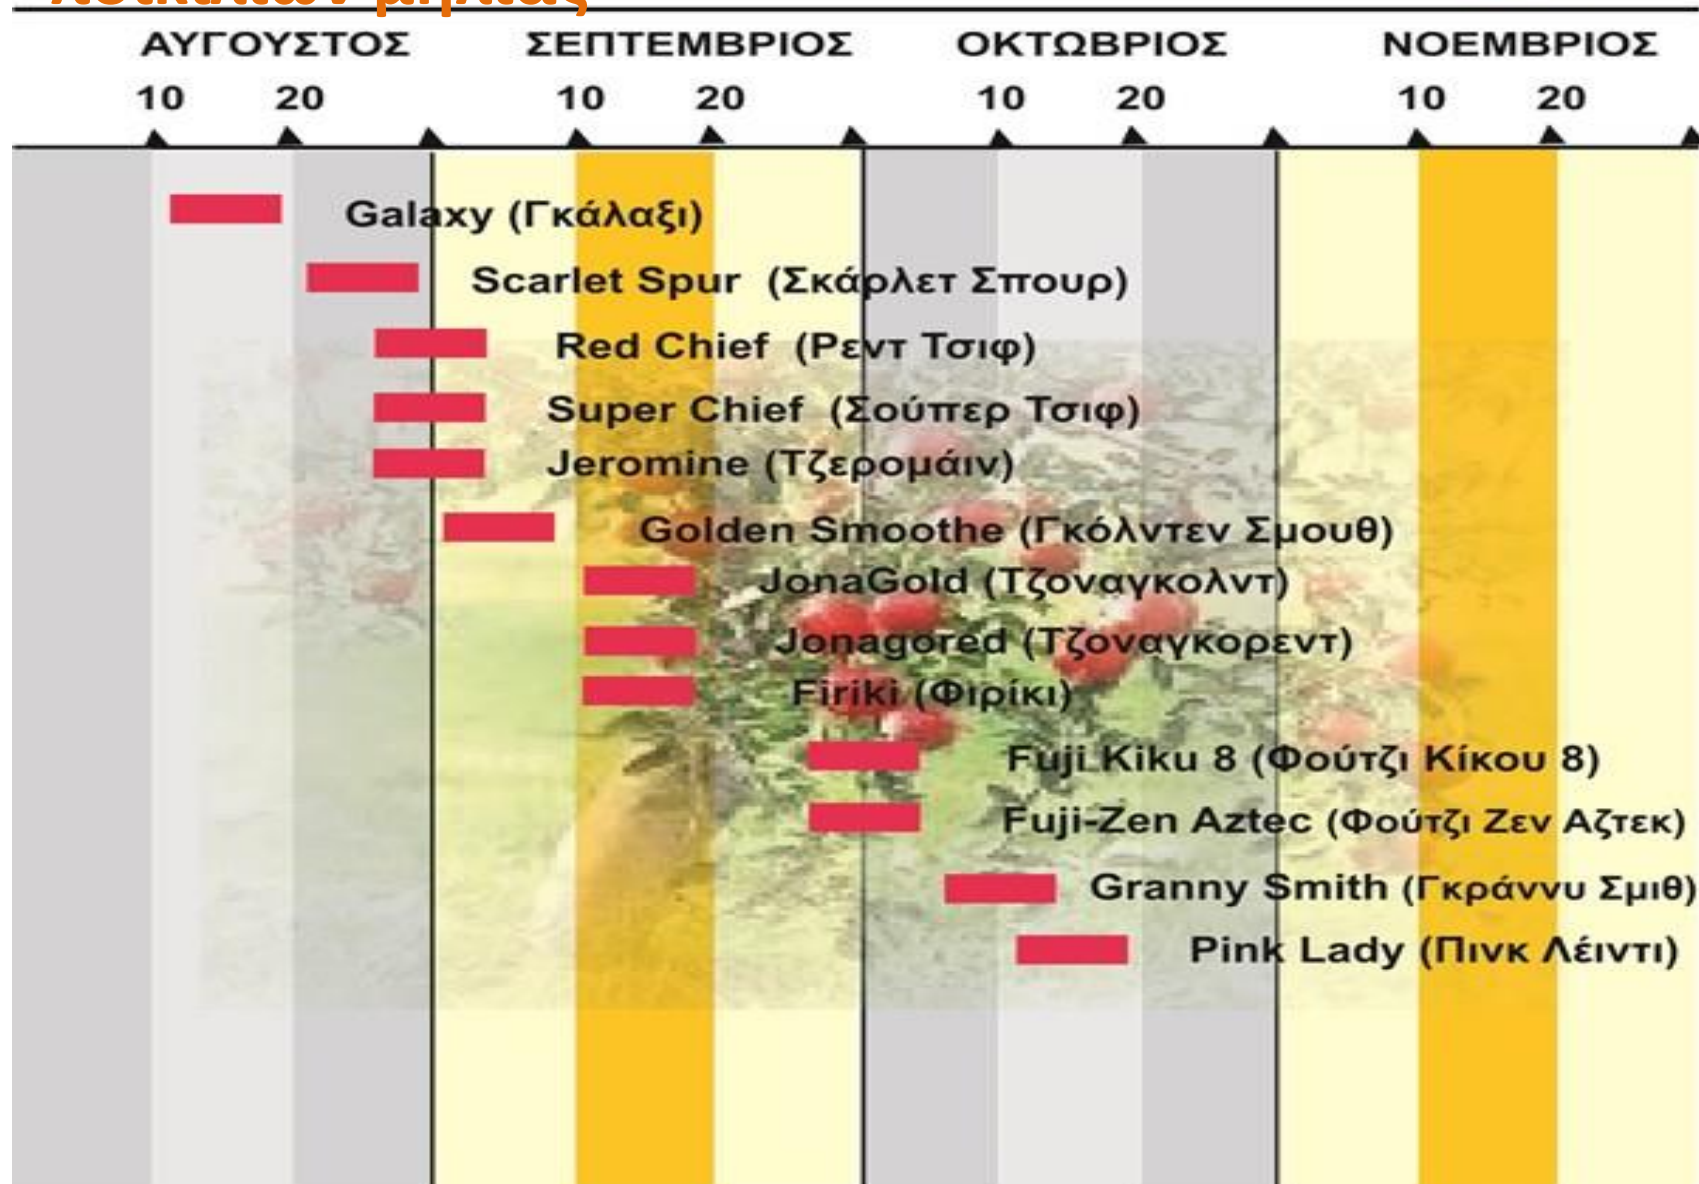 μηλιάς
ΑΥΓΟΥΣΤΟΣ ΣΕΠΤΕΜΒΡΙΟΣ ΟΚΤΩΒΡΙΟΣ ΝΟΕΜΒΡΙΟΣ
10 20 10 20 10 20 10 20
Galaxy (Γκάλαξι)
Scarlet Spur (Σκάρλετ Σπουρ)
Red Chief (Ρεντ Τσιφ)
Super Chief (Σούπερ Τσιφ)
Jeromine (Τζερομάιν)
Golden Smoothe (Γκόλντεν Σμουθ)
JonaGold (Τζοναγκολντ)
Jonagored (Τζοναγκορεντ)
Firiki (Φιρίκι)
Fuji Kiku 8 (Φούτζι Κίκου 8)
Fuji-Zen Aztec (Φούτζι Ζεν Αζτεκ)
Granny Smith (Γκράννυ Σμιθ)
Pink Lady (Πινκ Λέιντι)